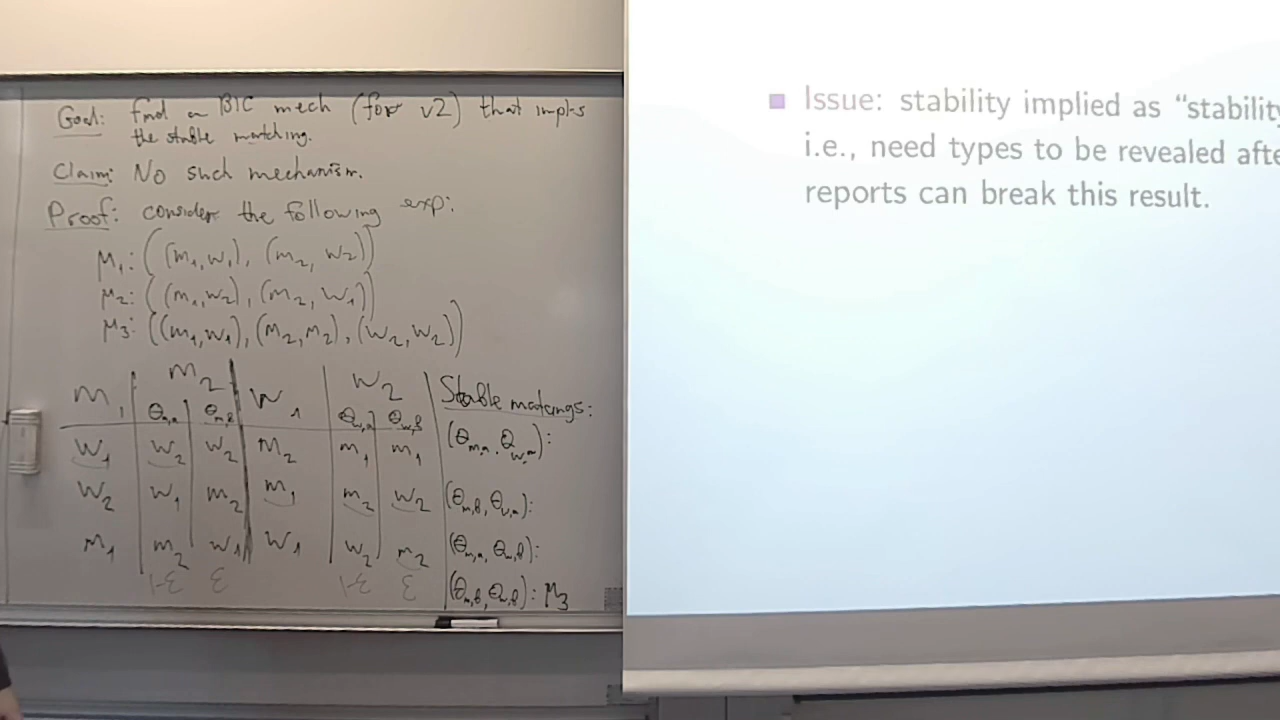 Goal: find a BIC mech (for v2) that impl-s
the stable matching.
Claim: No such mechanism.
Proof: consider the following exp:
μ₁: ((m₁,w₁), (m₂, w₂))
μ₂: ((m₁,w₂), (m₂, w₁))
μ₃: ((m₁,w₁), (m₂,m₂), (w₂,w₂))
m₁ m₂ w₁ w₂ Stable matchings:
θm,a θm,b θw,a θw,b
w₁ w₂ w₂ m₂ m₁ m₁ (θm,a, θw,a):
w₂ w₁ m₂ m₁ m₂ w₂ (θm,b, θw,a):
m₁ m₂ w₁ w₁ w₂ m₂ (θm,a, θw,b):
1-ε ε 1-ε ε (θm,b, θw,b): μ₃
Issue: stability implied as “stability
i.e., need types to be revealed afte
reports can break this result.